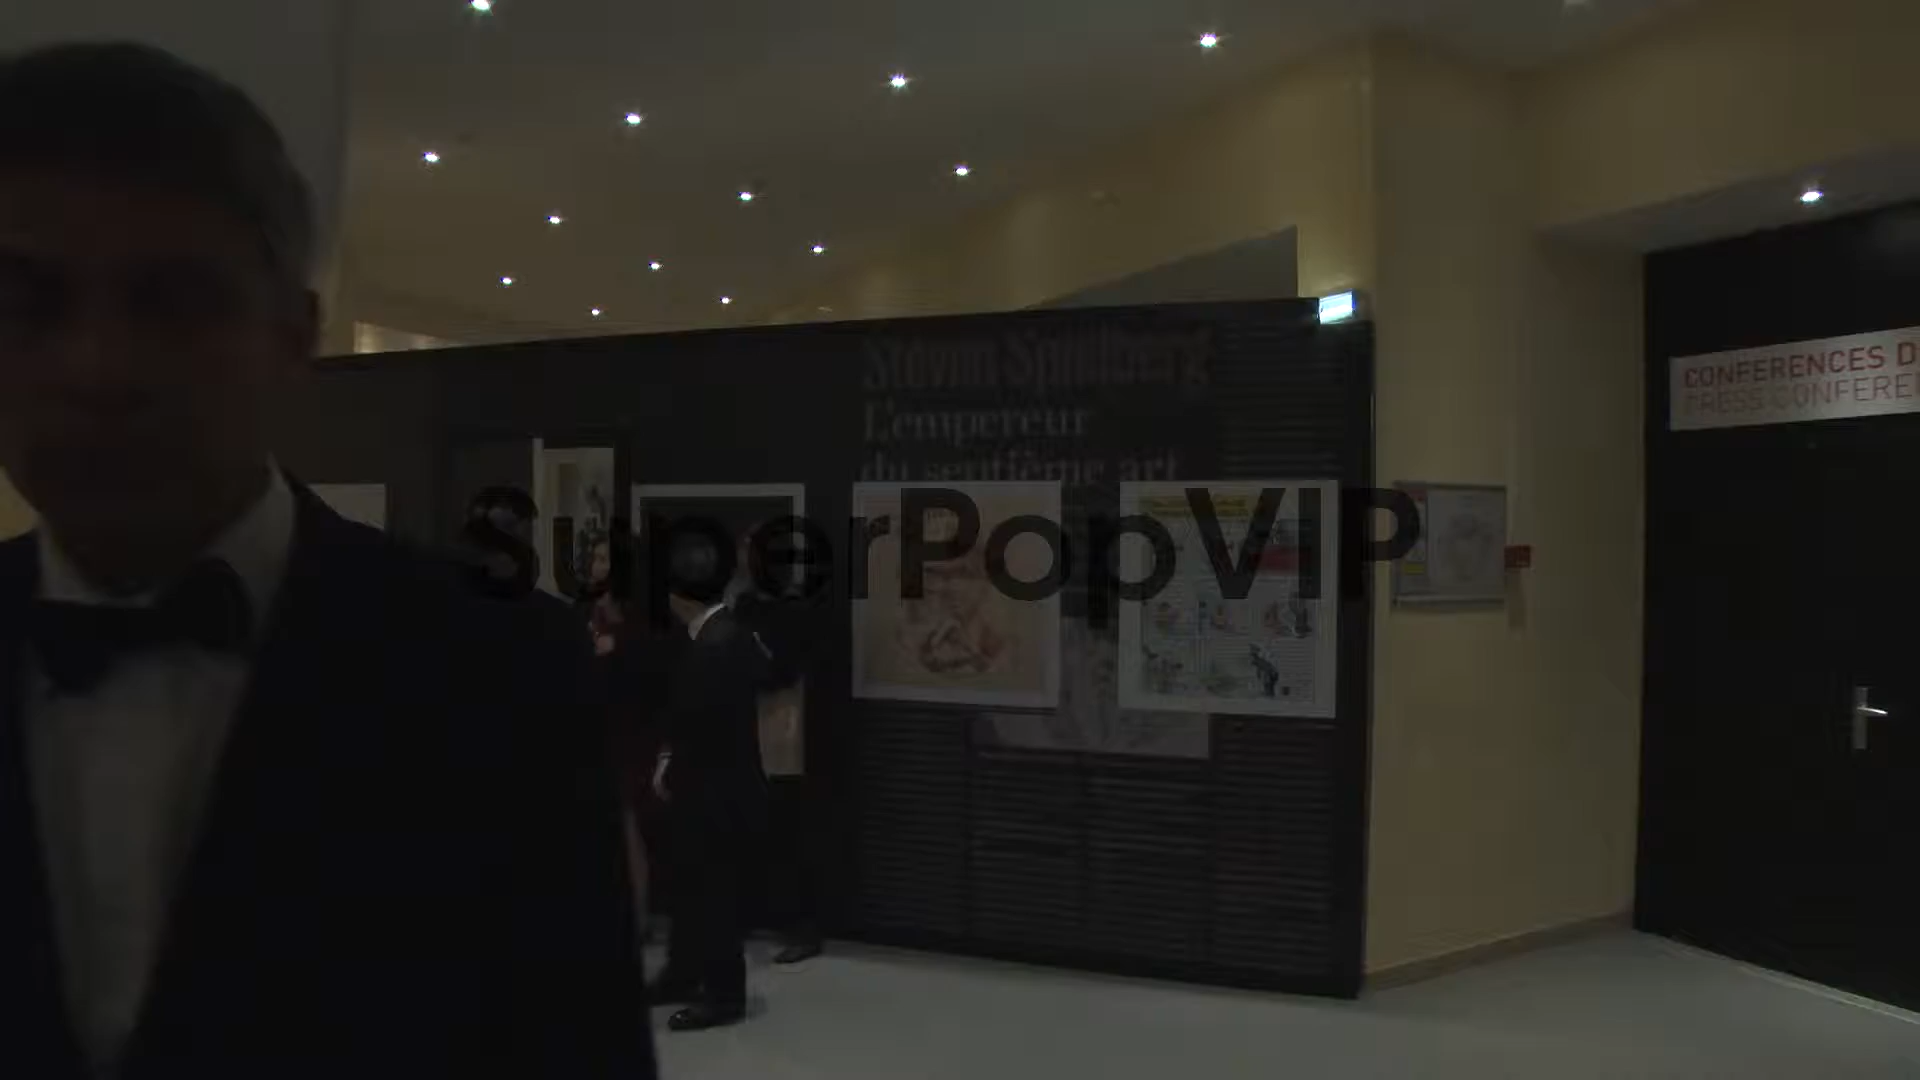 Steven Spielberg
L'empereur
du septième art
SuperPopVIP
CONFERENCES D
PRESS CONFERE